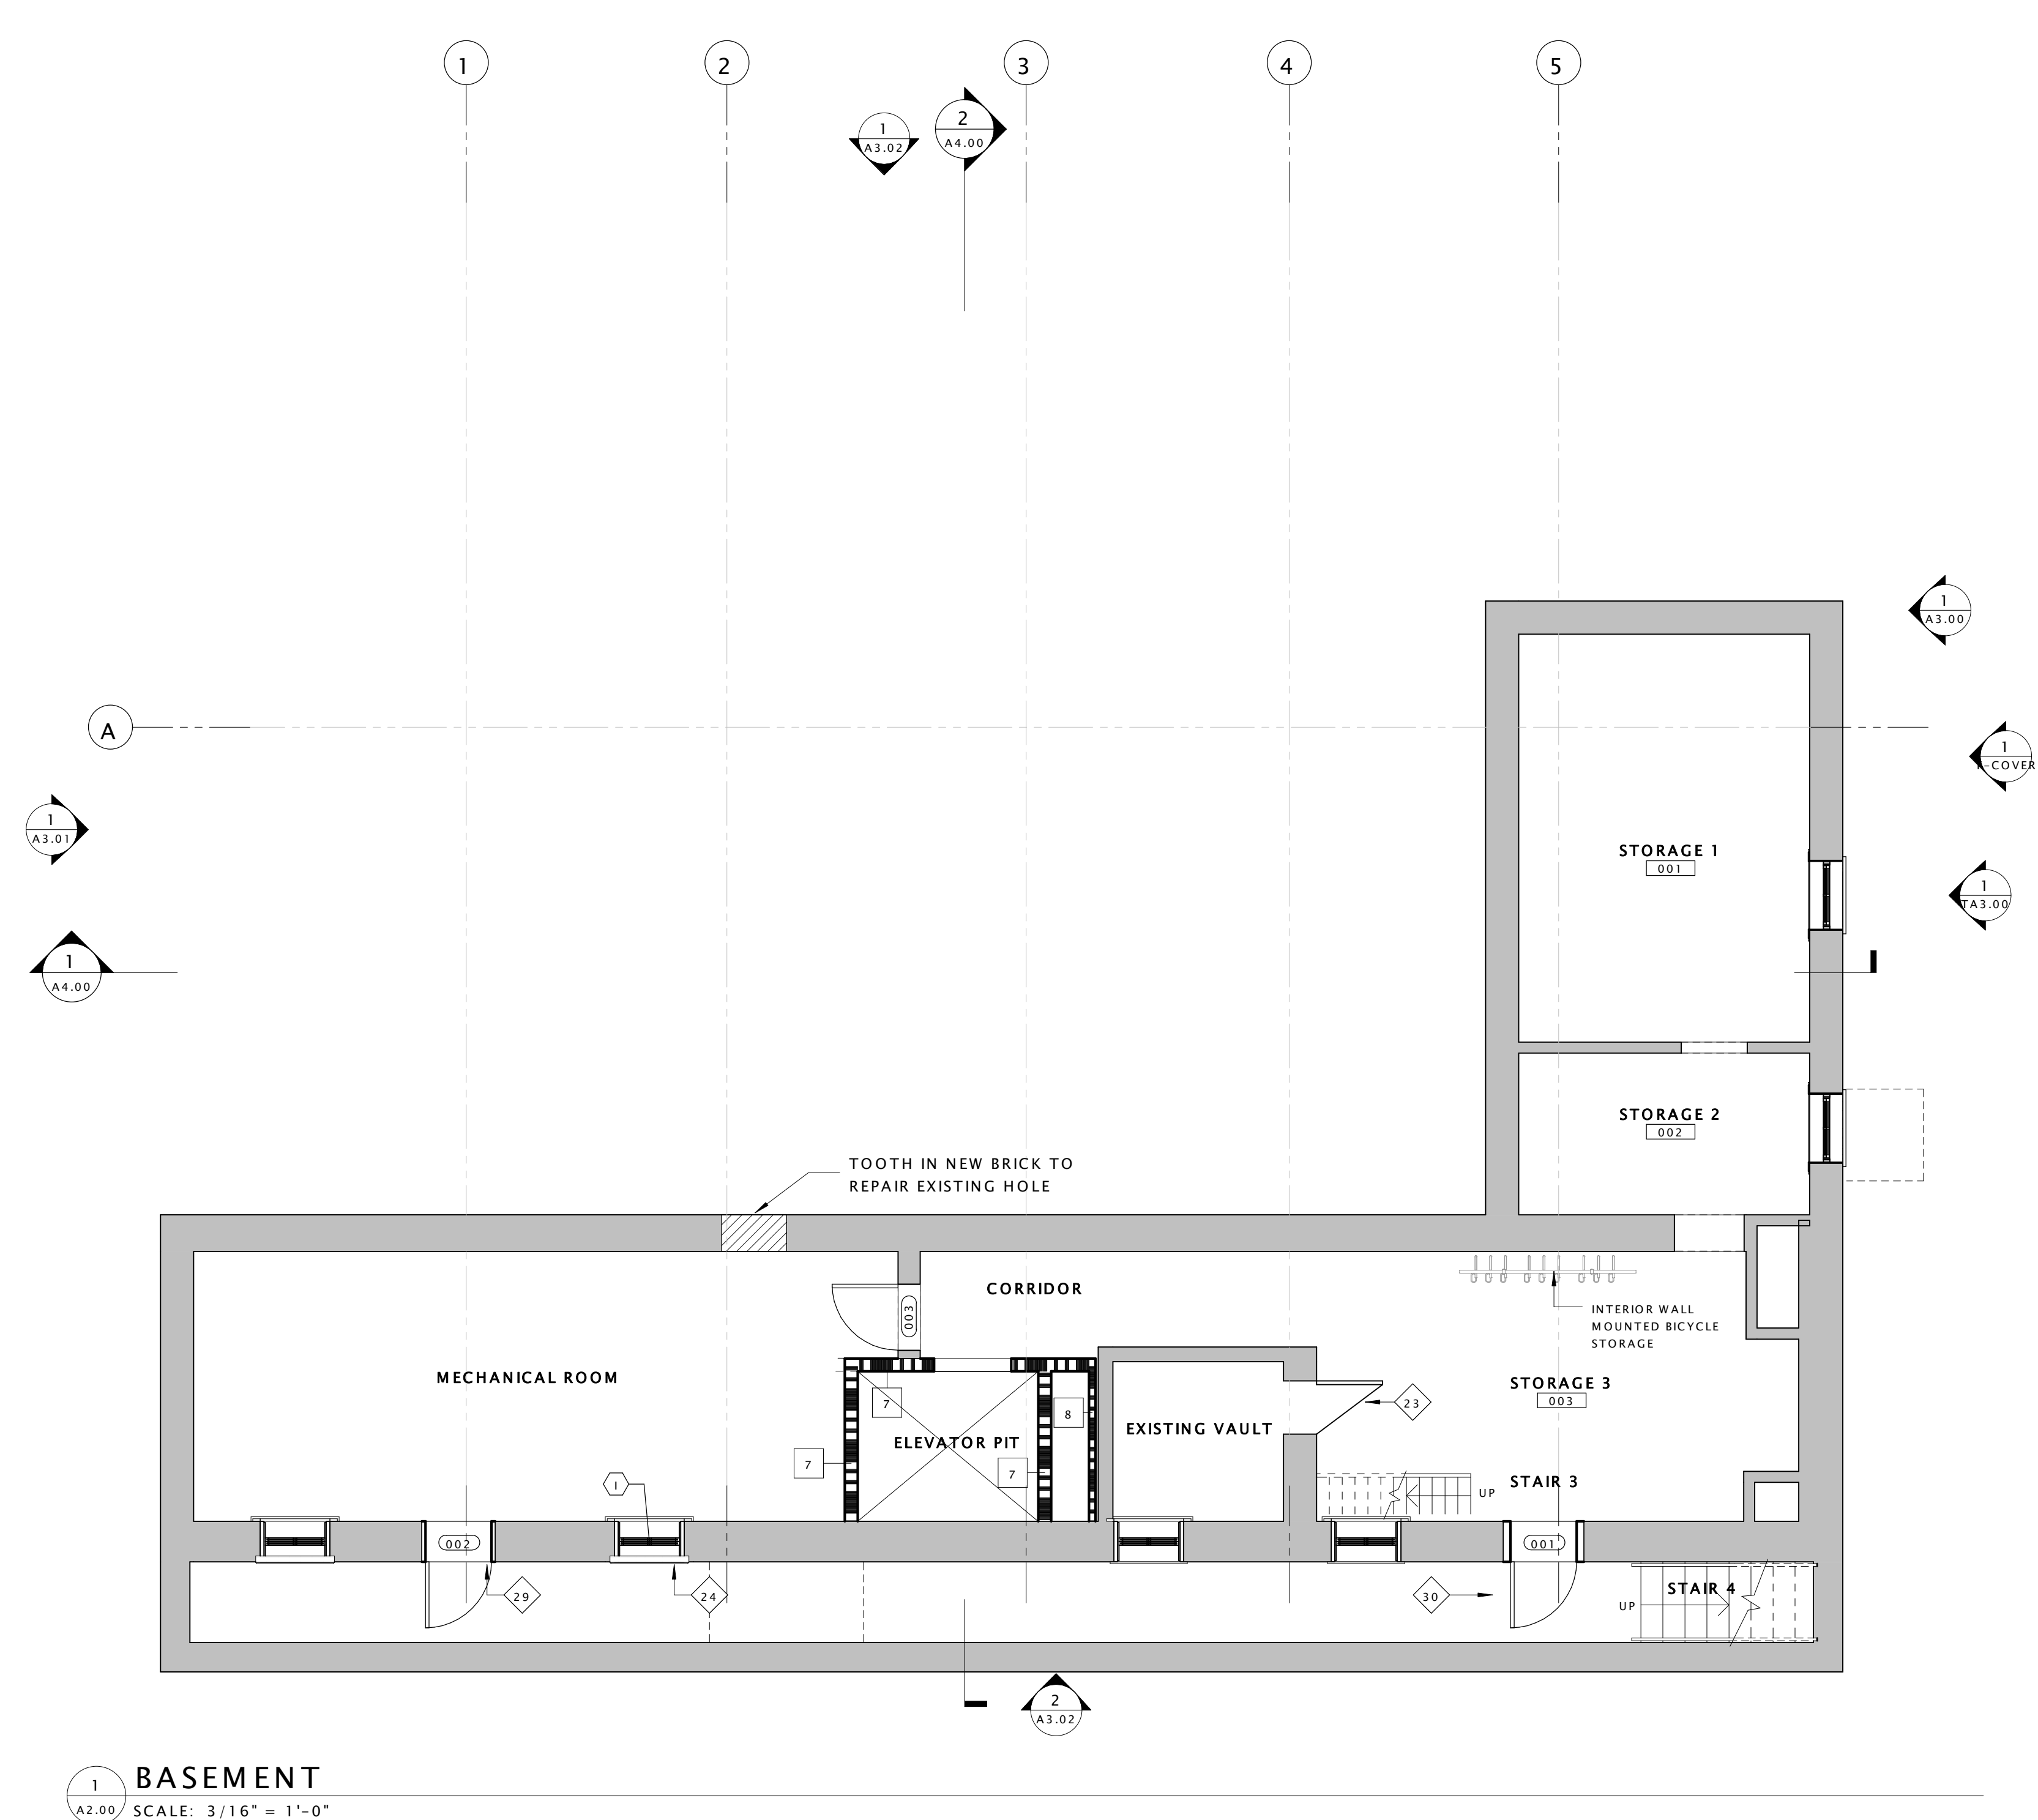 1
2
3
4
5
1
A3.02
2
A4.00
1
A3.00
A
1
-COVER
1
A3.01
STORAGE 1
001
1
TA3.00
1
A4.00
STORAGE 2
002
TOOTH IN NEW BRICK TO
REPAIR EXISTING HOLE
CORRIDOR
003
INTERIOR WALL
MOUNTED BICYCLE
STORAGE
MECHANICAL ROOM
STORAGE 3
003
7
8
23
EXISTING VAULT
ELEVATOR PIT
7
7
STAIR 3
UP
1
002
001
29
24
30
STAIR 4
UP
2
A3.02
1
A2.00
BASEMENT
SCALE: 3/16" = 1'-0"